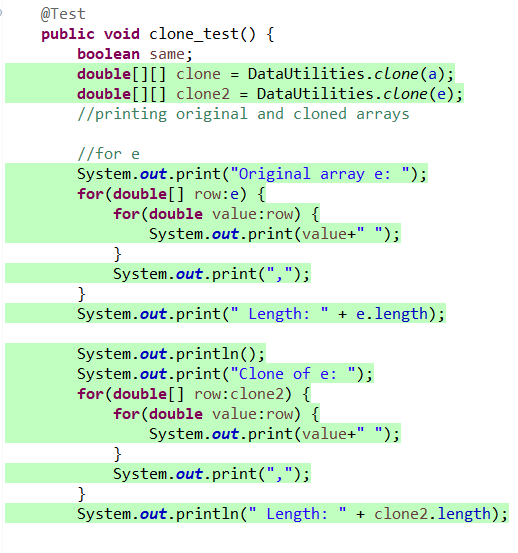 @Test
public void clone_test() {
boolean same;
double[][] clone = DataUtilities.clone(a);
double[][] clone2 = DataUtilities.clone(e);
//printing original and cloned arrays
//for e
System.out.print("Original array e: ");
for(double[] row:e) {
for(double value:row) {
System.out.print(value+" ");
}
System.out.print(",");
}
System.out.print(" Length: " + e.length);
System.out.println();
System.out.print("Clone of e: ");
for(double[] row:clone2) {
for(double value:row) {
System.out.print(value+" ");
}
System.out.print(",");
}
System.out.println(" Length: " + clone2.length);